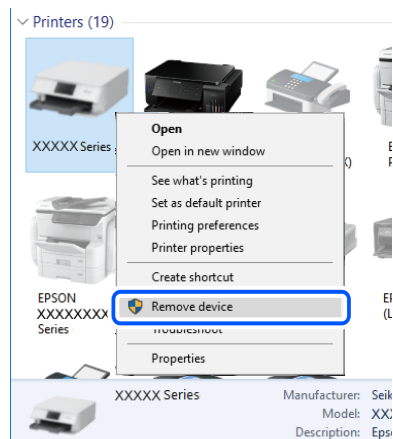 Printers (19)
XXXXX Series
Open
Open in new window
See what's printing
Set as default printer
Printing preferences
Printer properties
Create shortcut
Remove device
Troubleshoot
Properties
EPSON
XXXXXXXX
Series
XXXXX Series
Manufacturer:
Model:
Description: